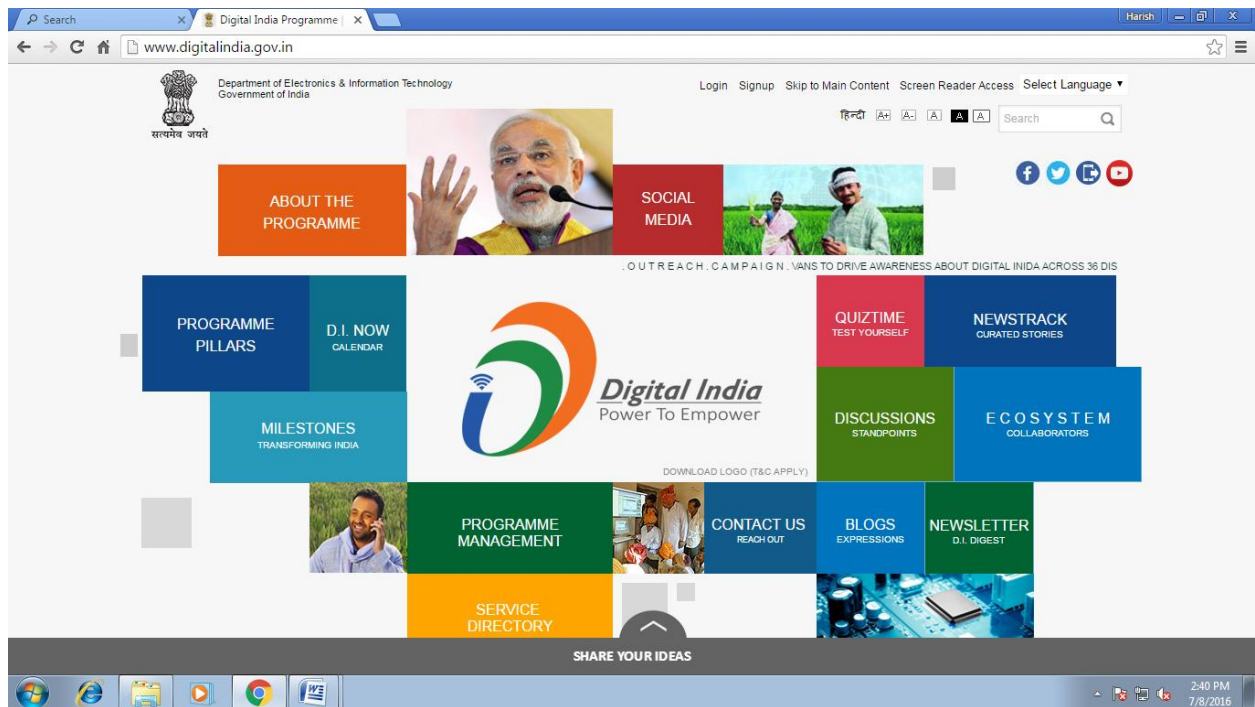 Search
Digital India Programme |
Harish
www.digitalindia.gov.in
Department of Electronics & Information Technology
Government of India
Login Signup Skip to Main Content Screen Reader Access Select Language
सत्यमेव जयते
हिन्दी A+ A- A A A
Search
ABOUT THE
PROGRAMME
SOCIAL
MEDIA
. O U T R E A C H . C A M P A I G N . VANS TO DRIVE AWARENESS ABOUT DIGITAL INIDA ACROSS 36 DIS
PROGRAMME
PILLARS
D.I. NOW
CALENDAR
QUIZTIME
TEST YOURSELF
NEWSTRACK
CURATED STORIES
MILESTONES
TRANSFORMING INDIA
Digital India
Power To Empower
DOWNLOAD LOGO (T&C APPLY)
DISCUSSIONS
STANDPOINTS
E C O S Y S T E M
COLLABORATORS
PROGRAMME
MANAGEMENT
CONTACT US
REACH OUT
BLOGS
EXPRESSIONS
NEWSLETTER
D.I. DIGEST
SERVICE
DIRECTORY
SHARE YOUR IDEAS
2:40 PM
7/8/2016